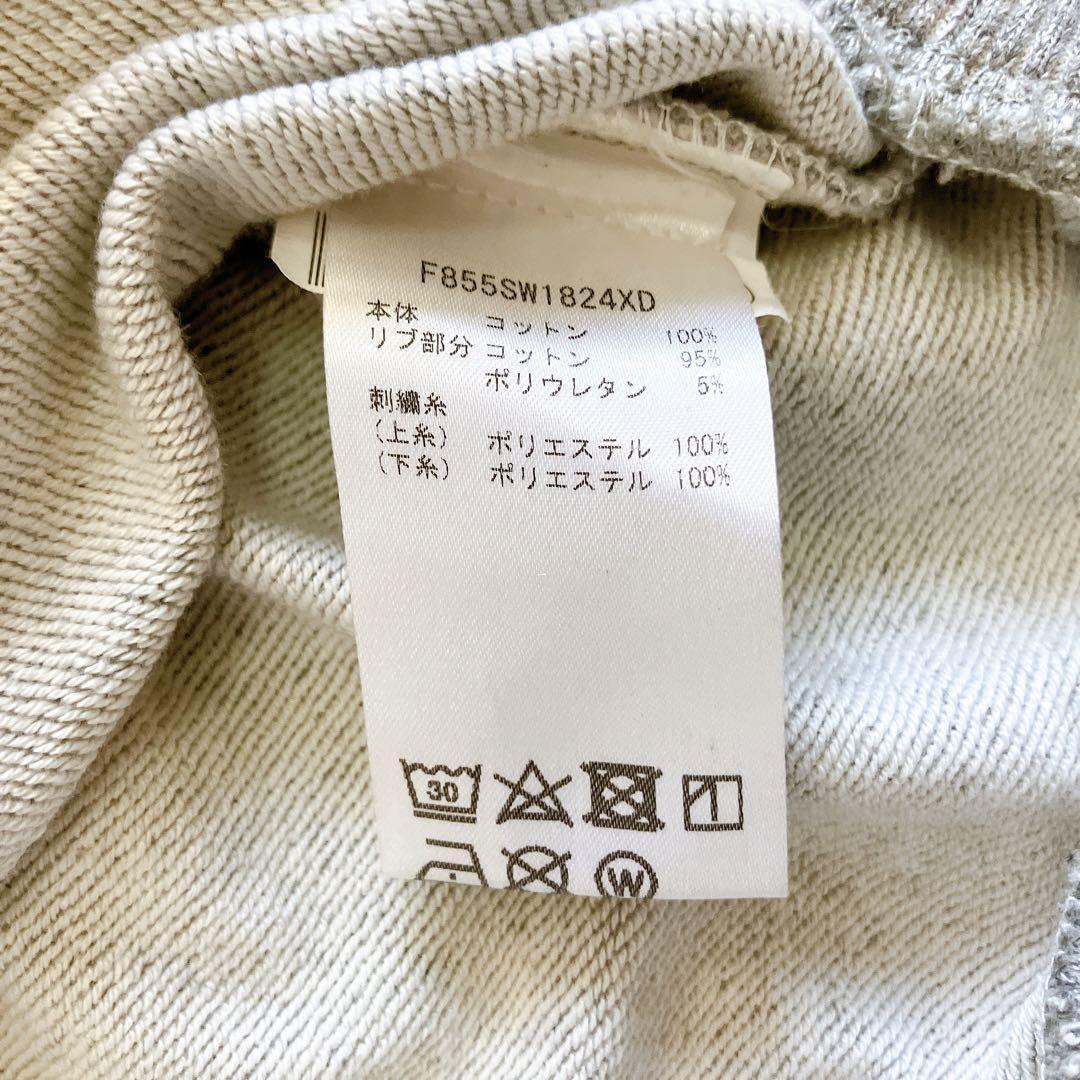 F855SW1824XD
本体 コットン 100%
リブ部分 コットン 95%
ポリウレタン 5%
刺繍糸
(上糸) ポリエステル 100%
(下糸) ポリエステル 100%
30
W